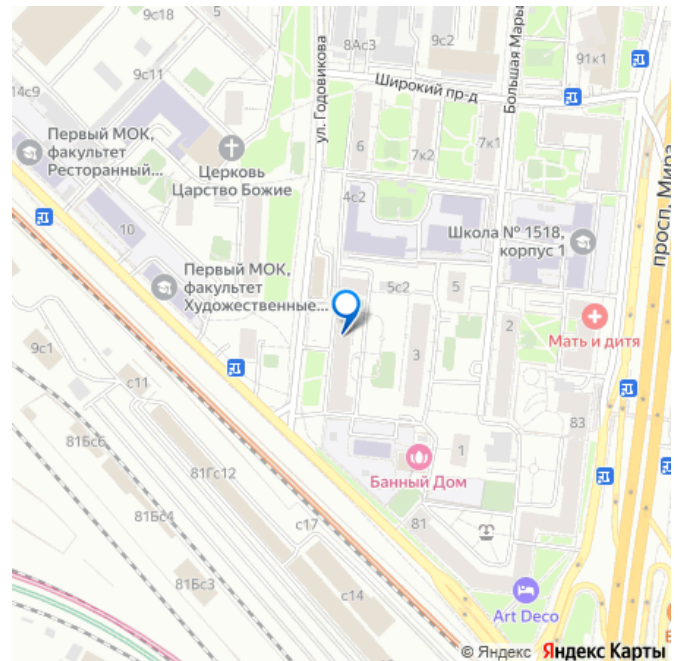 9с18
9с11
14с9
ул. Годовикова
8Ас3
9с2
Большая Марь
91к1
Широкий пр-д
Первый МОК,
факультет
Ресторанный...
Церковь
Царство Божие
6
7к2
7к1
просп. Мира
4с2
10
Школа № 1518,
корпус 1
Первый МОК,
факультет
Художественные...
5с2
5
2
Мать и дитя
9с1
с11
3
83
81Бс6
81Гс12
1
Банный Дом
81Бс4
с17
81
81Бс3
с14
Art Deco
© Яндекс Яндекс Карты